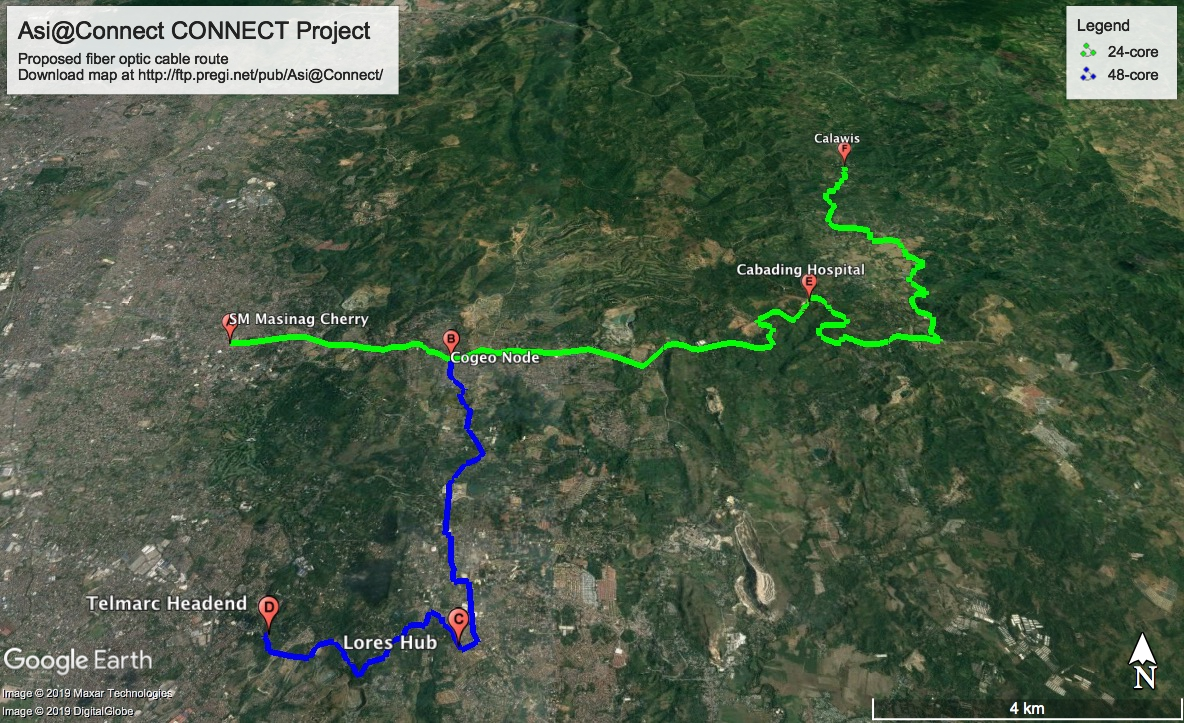 Asi@Connect CONNECT Project
Proposed fiber optic cable route
Download map at http://ftp.pregi.net/pub/Asi@Connect/
Legend
24-core
48-core
Calawis
F
Cabading Hospital
E
SM Masinag Cherry
B
Cogeo Node
Telmarc Headend
D
C
Lores Hub
Google Earth
Image © 2019 Maxar Technologies
Image © 2019 DigitalGlobe
N
4 km